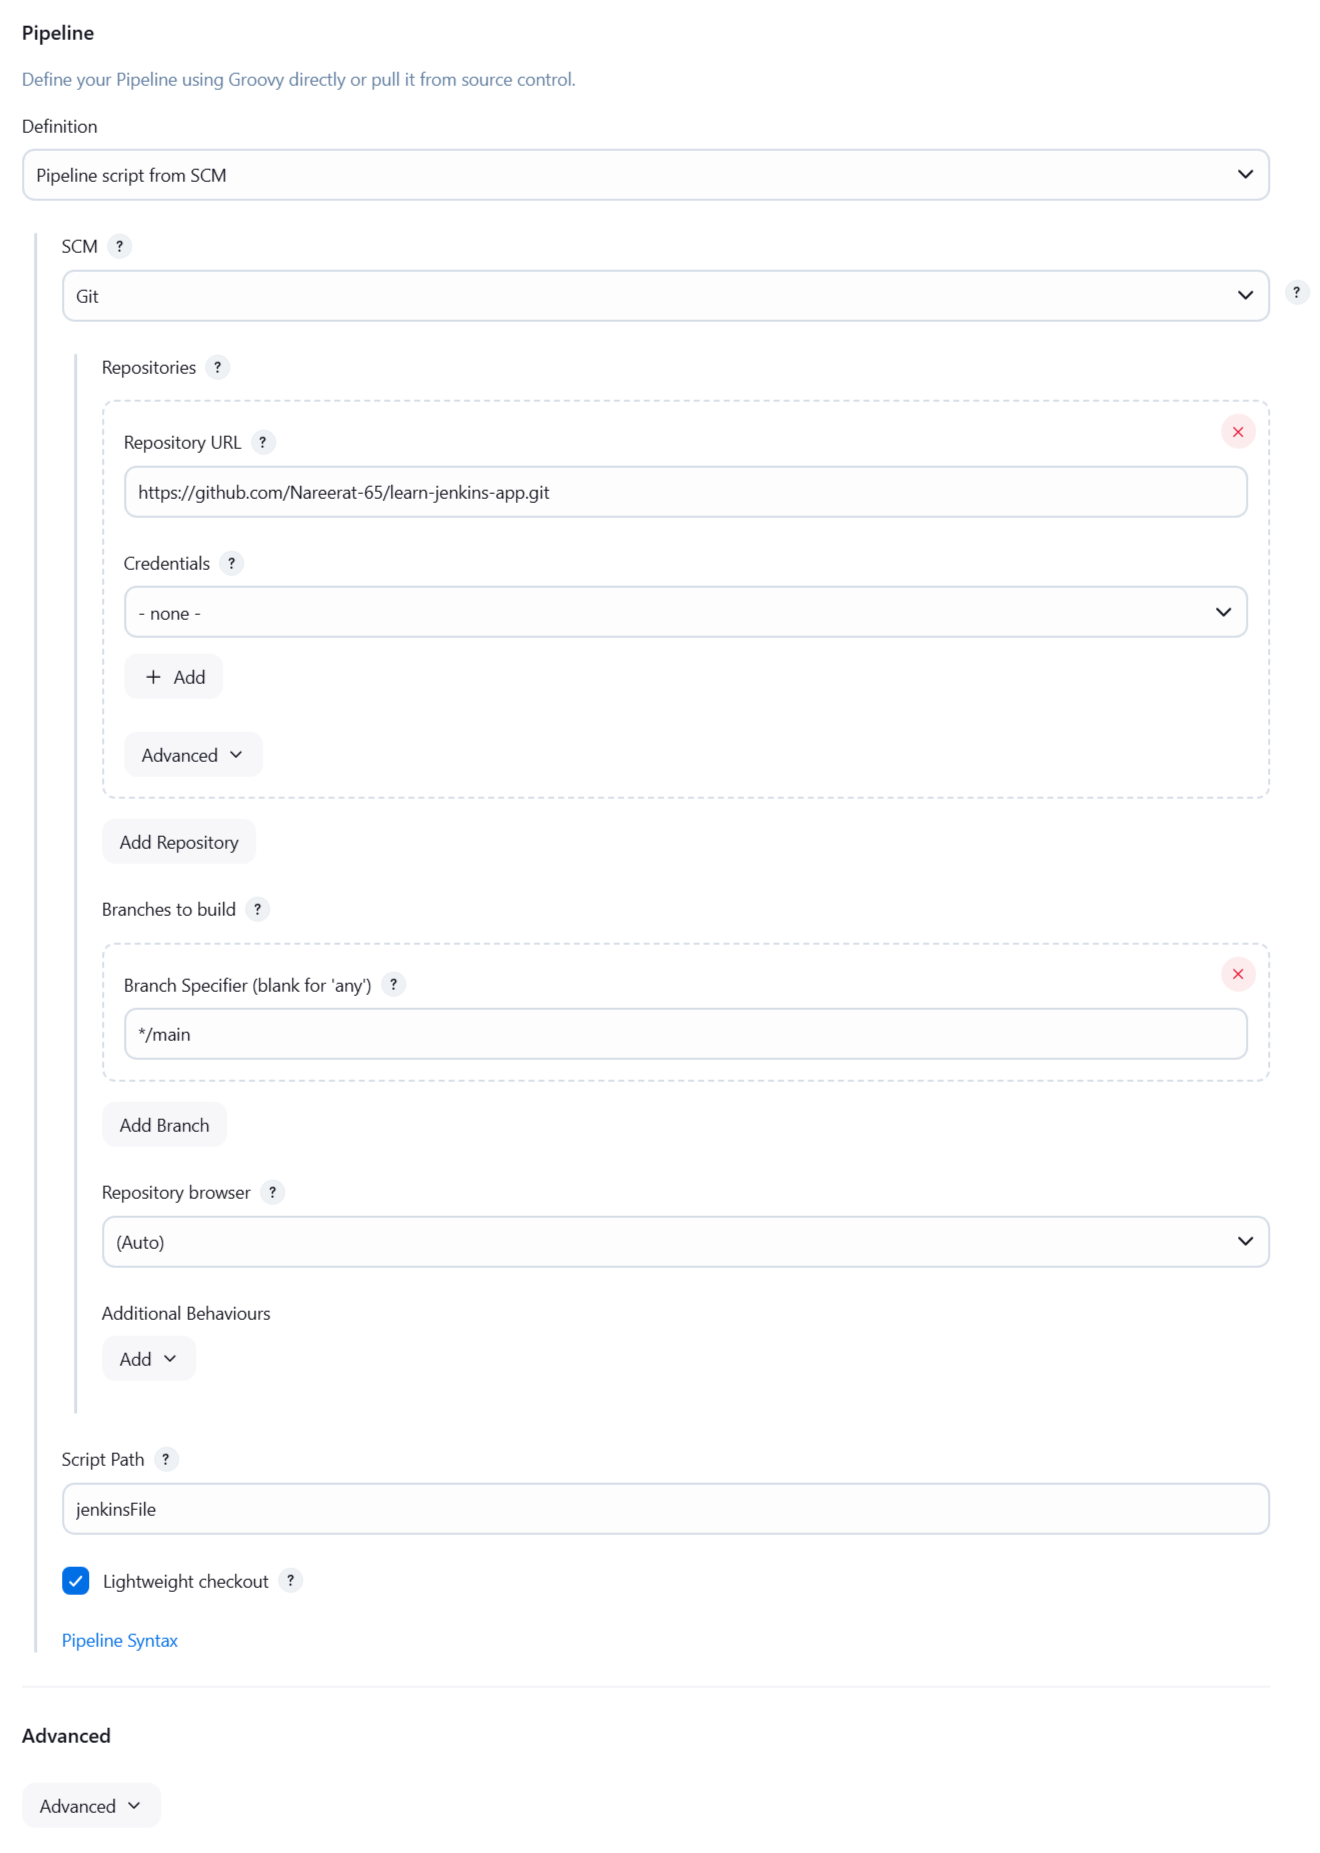 Pipeline
Define your Pipeline using Groovy directly or pull it from source control.
Definition
Pipeline script from SCM
SCM ?
Git
?
Repositories ?
Repository URL ?
https://github.com/Nareerat-65/learn-jenkins-app.git
Credentials ?
- none -
+ Add
Advanced
Add Repository
Branches to build ?
Branch Specifier (blank for 'any') ?
*/main
Add Branch
Repository browser ?
(Auto)
Additional Behaviours
Add
Script Path ?
jenkinsFile
Lightweight checkout ?
Pipeline Syntax
Advanced
Advanced